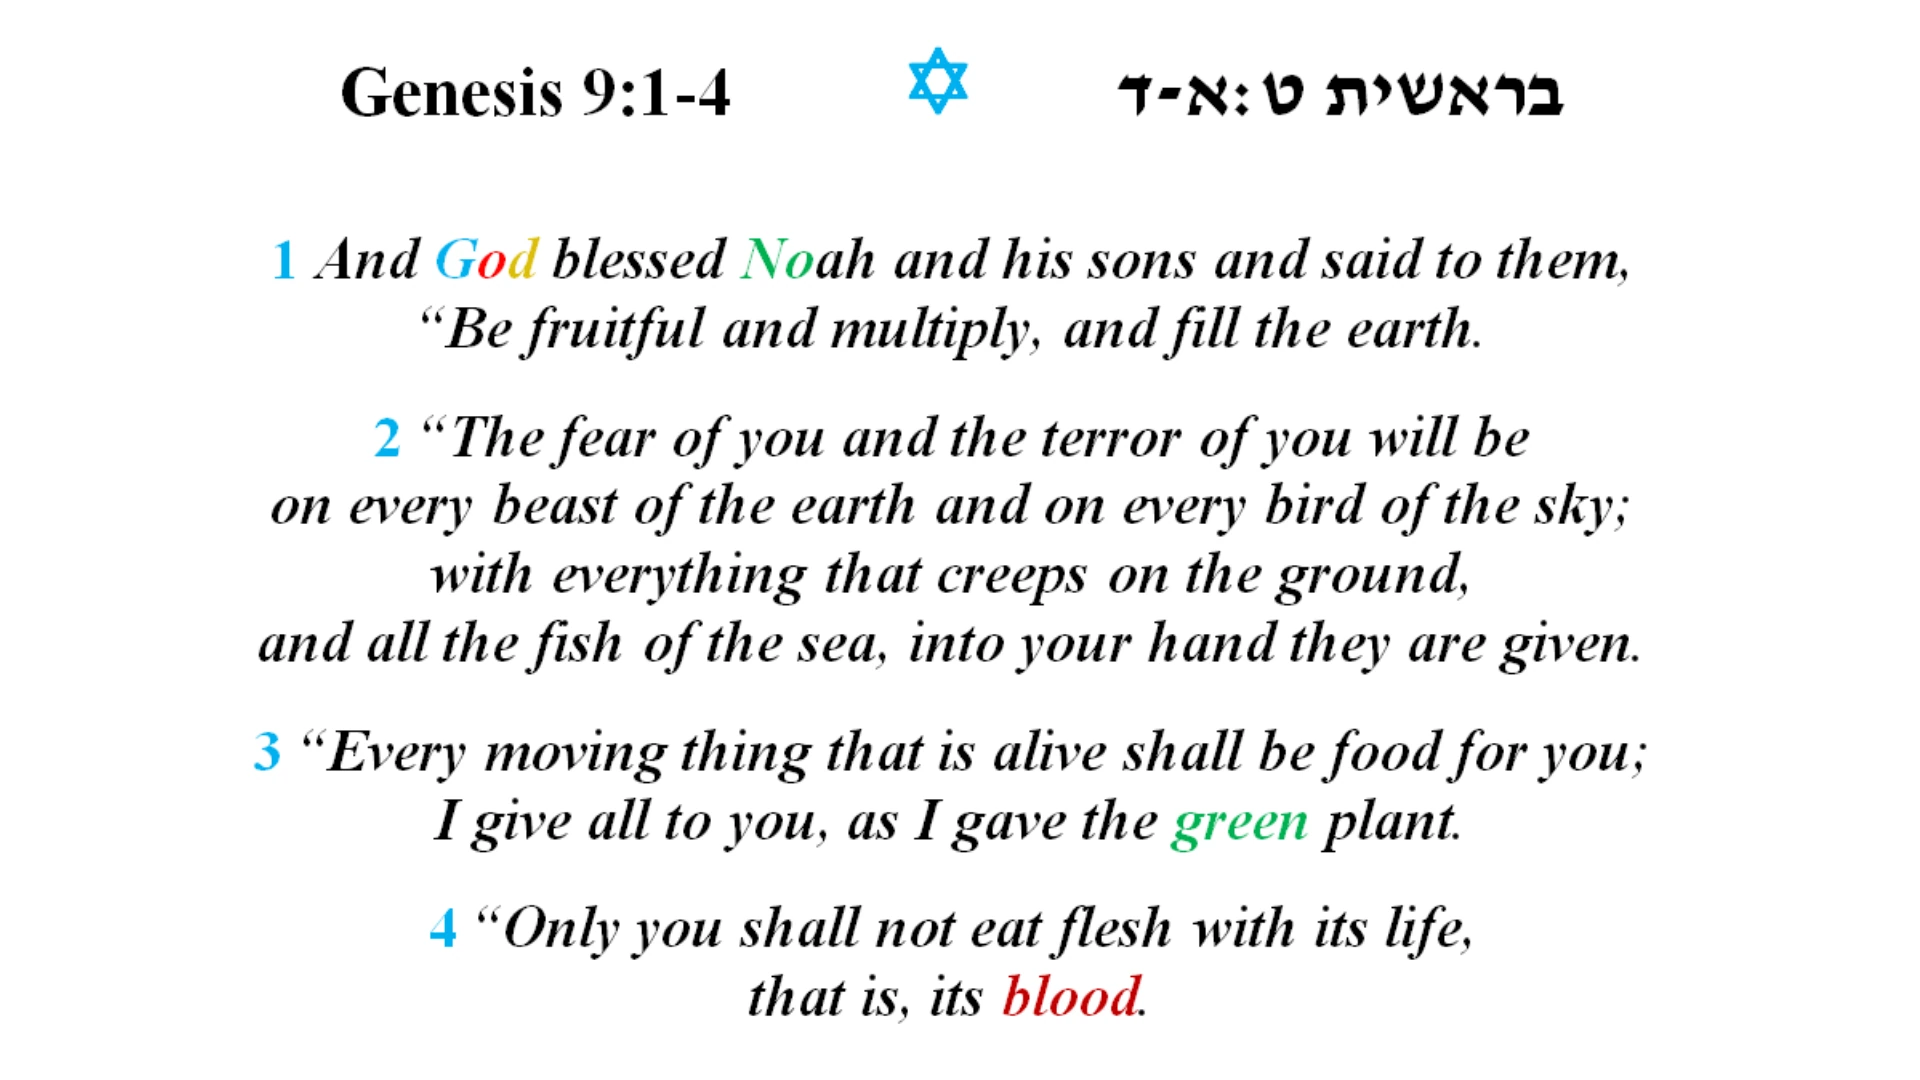 Genesis 9:1-4 ✡ בראשית ט:א-ד
1 And God blessed Noah and his sons and said to them,
“Be fruitful and multiply, and fill the earth.
2 “The fear of you and the terror of you will be
on every beast of the earth and on every bird of the sky;
with everything that creeps on the ground,
and all the fish of the sea, into your hand they are given.
3 “Every moving thing that is alive shall be food for you;
I give all to you, as I gave the green plant.
4 “Only you shall not eat flesh with its life,
that is, its blood.